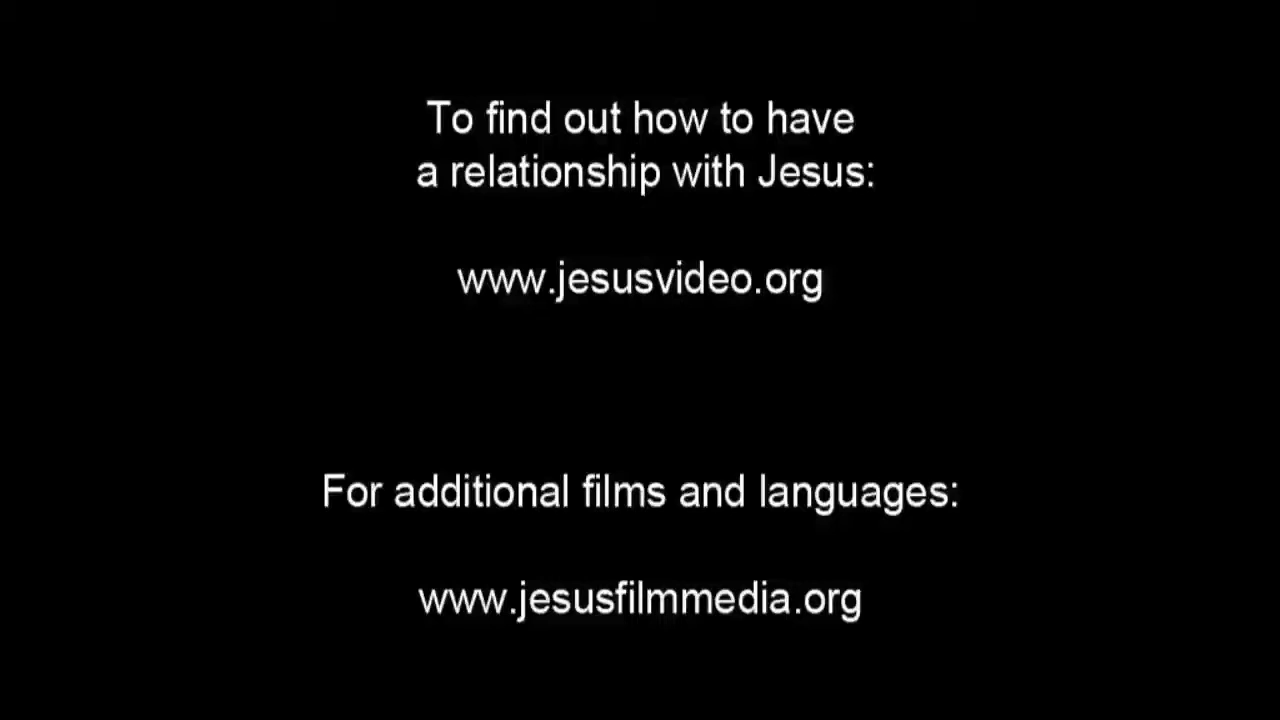 To find out how to have
a relationship with Jesus:
www.jesusvideo.org
For additional films and languages:
www.jesusfilmmedia.org